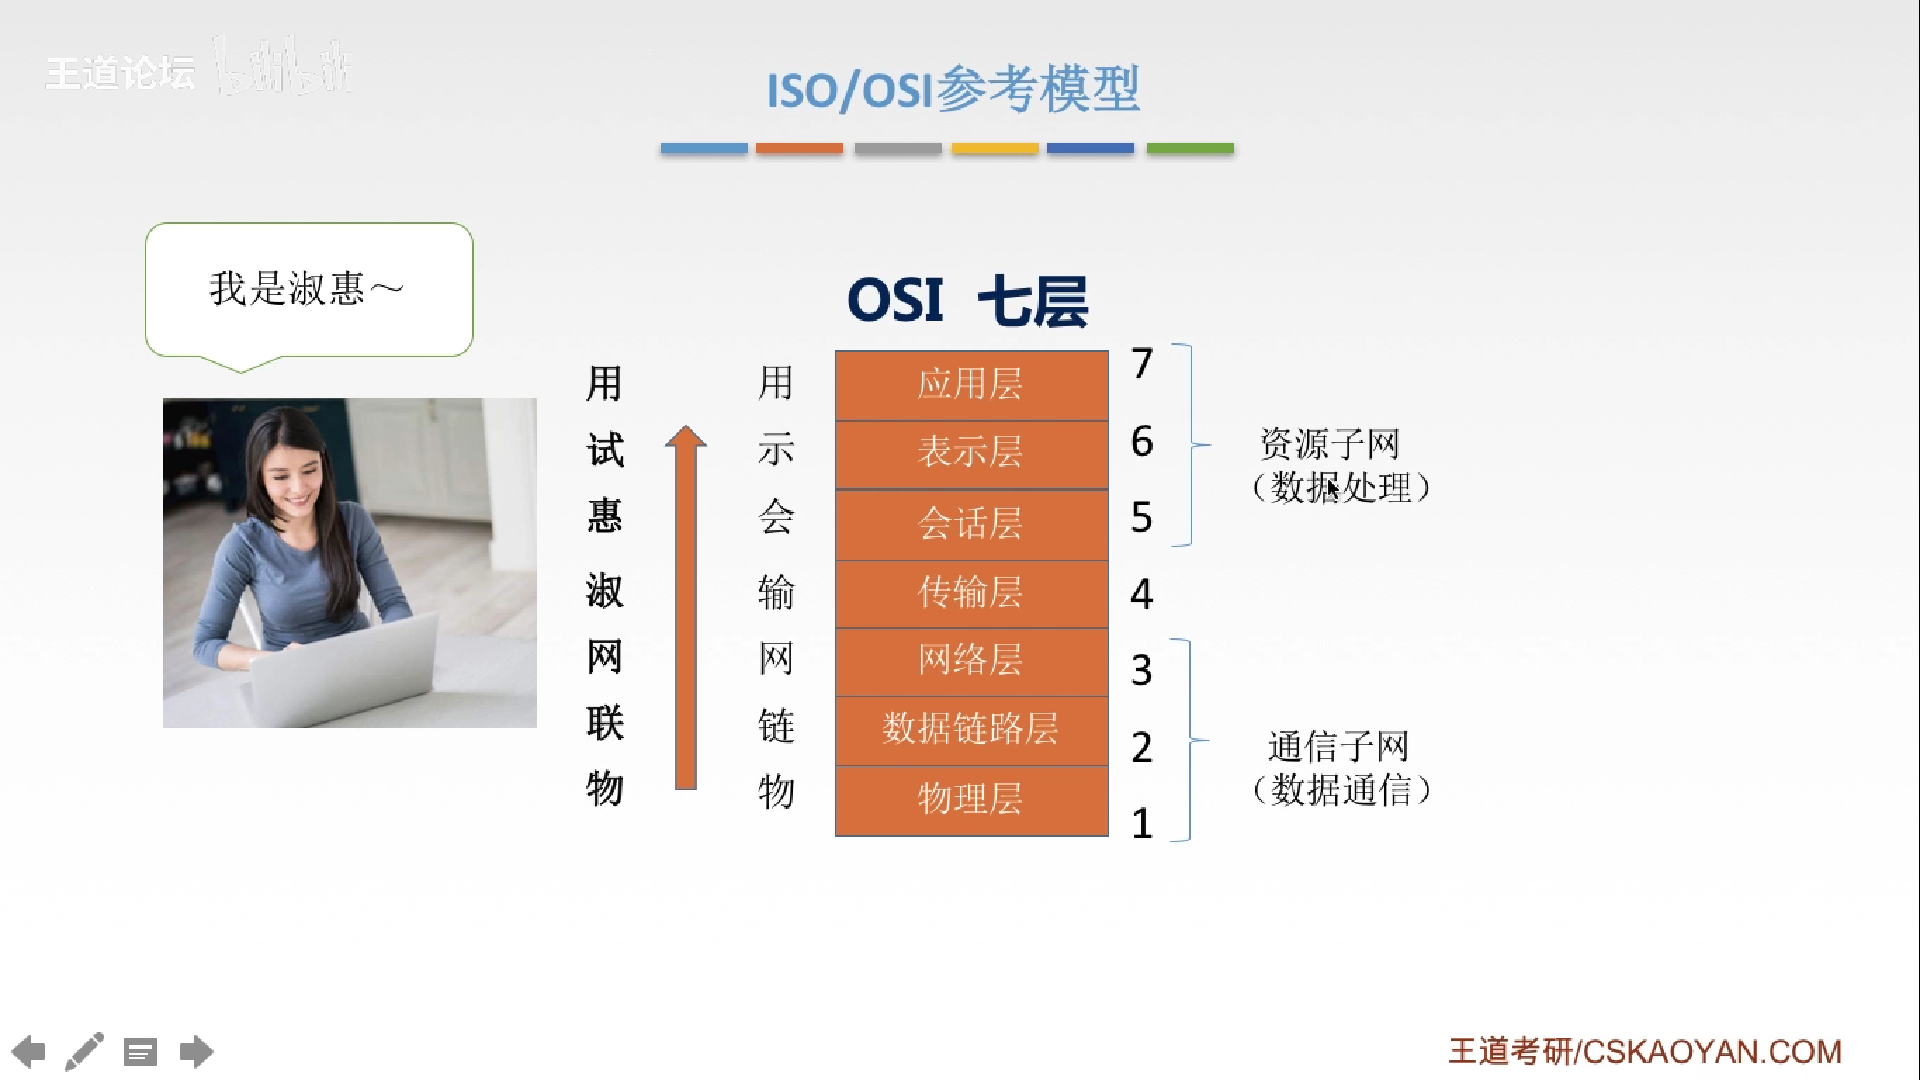 王道论坛 bilibili
ISO/OSI参考模型
我是淑惠～
OSI 七层
用 用 应用层 7
试 示 表示层 6
惠 会 会话层 5
淑 输 传输层 4
网 网 网络层 3
联 链 数据链路层 2
物 物 物理层 1
资源子网
（数据处理）
通信子网
（数据通信）
王道考研/CSKAOYAN.COM